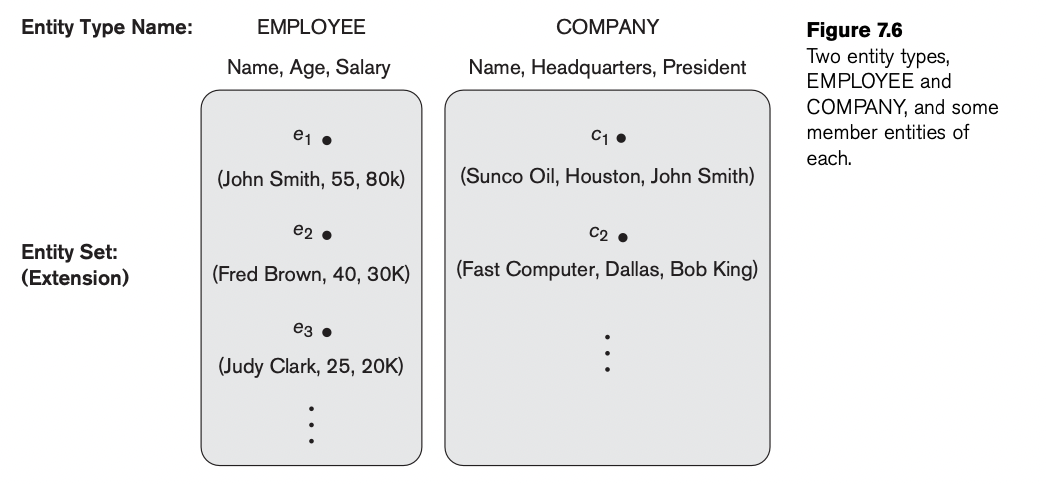 Entity Type Name:
EMPLOYEE
COMPANY
Name, Age, Salary
Name, Headquarters, President
Entity Set:
(Extension)
e1
(John Smith, 55, 80k)
e2
(Fred Brown, 40, 30K)
e3
(Judy Clark, 25, 20K)
c1
(Sunco Oil, Houston, John Smith)
c2
(Fast Computer, Dallas, Bob King)
Figure 7.6
Two entity types,
EMPLOYEE and
COMPANY, and some
member entities of
each.